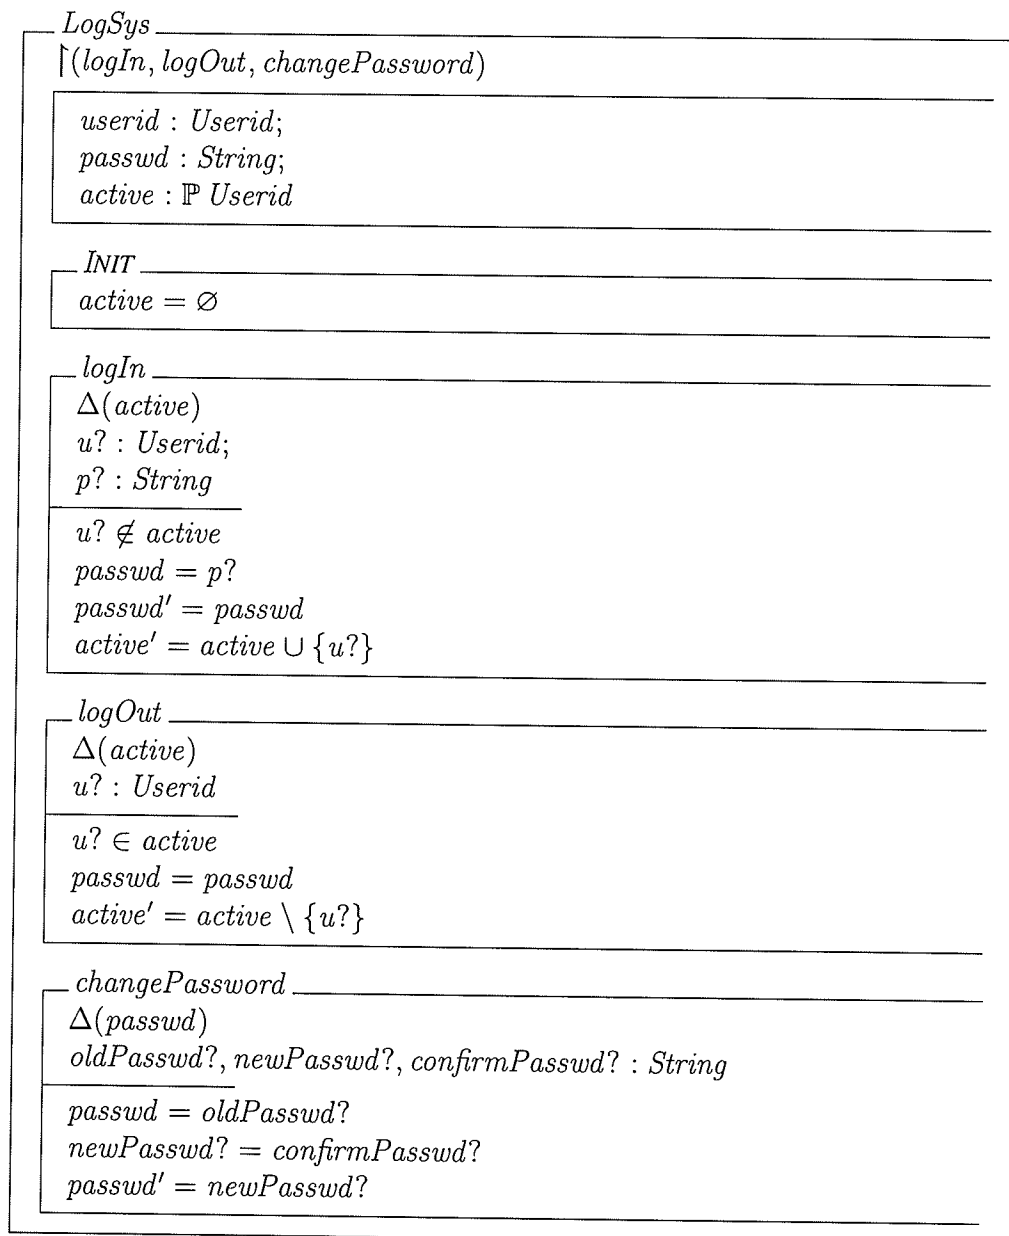 LogSys
↾(logIn, logOut, changePassword)
userid : Userid;
passwd : String;
active : ℙ Userid
INIT
active = ∅
logIn
Δ(active)
u? : Userid;
p? : String
u? ∉ active
passwd = p?
passwd′ = passwd
active′ = active ∪ {u?}
logOut
Δ(active)
u? : Userid
u? ∈ active
passwd = passwd
active′ = active \ {u?}
changePassword
Δ(passwd)
oldPasswd?, newPasswd?, confirmPasswd? : String
passwd = oldPasswd?
newPasswd? = confirmPasswd?
passwd′ = newPasswd?